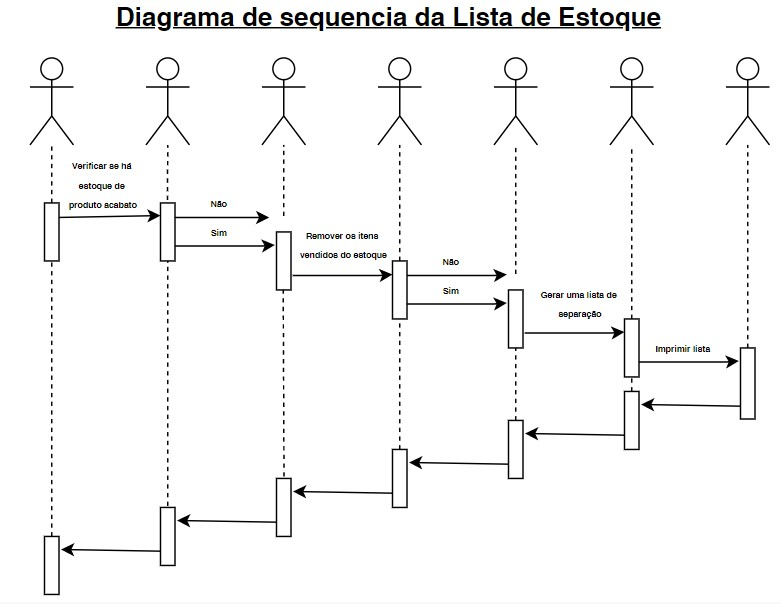 Diagrama de sequencia da Lista de Estoque
Verificar se há
estoque de
produto acabato
Não
Sim
Remover os itens
vendidos do estoque
Não
Sim
Gerar uma lista de
separação
Imprimir lista